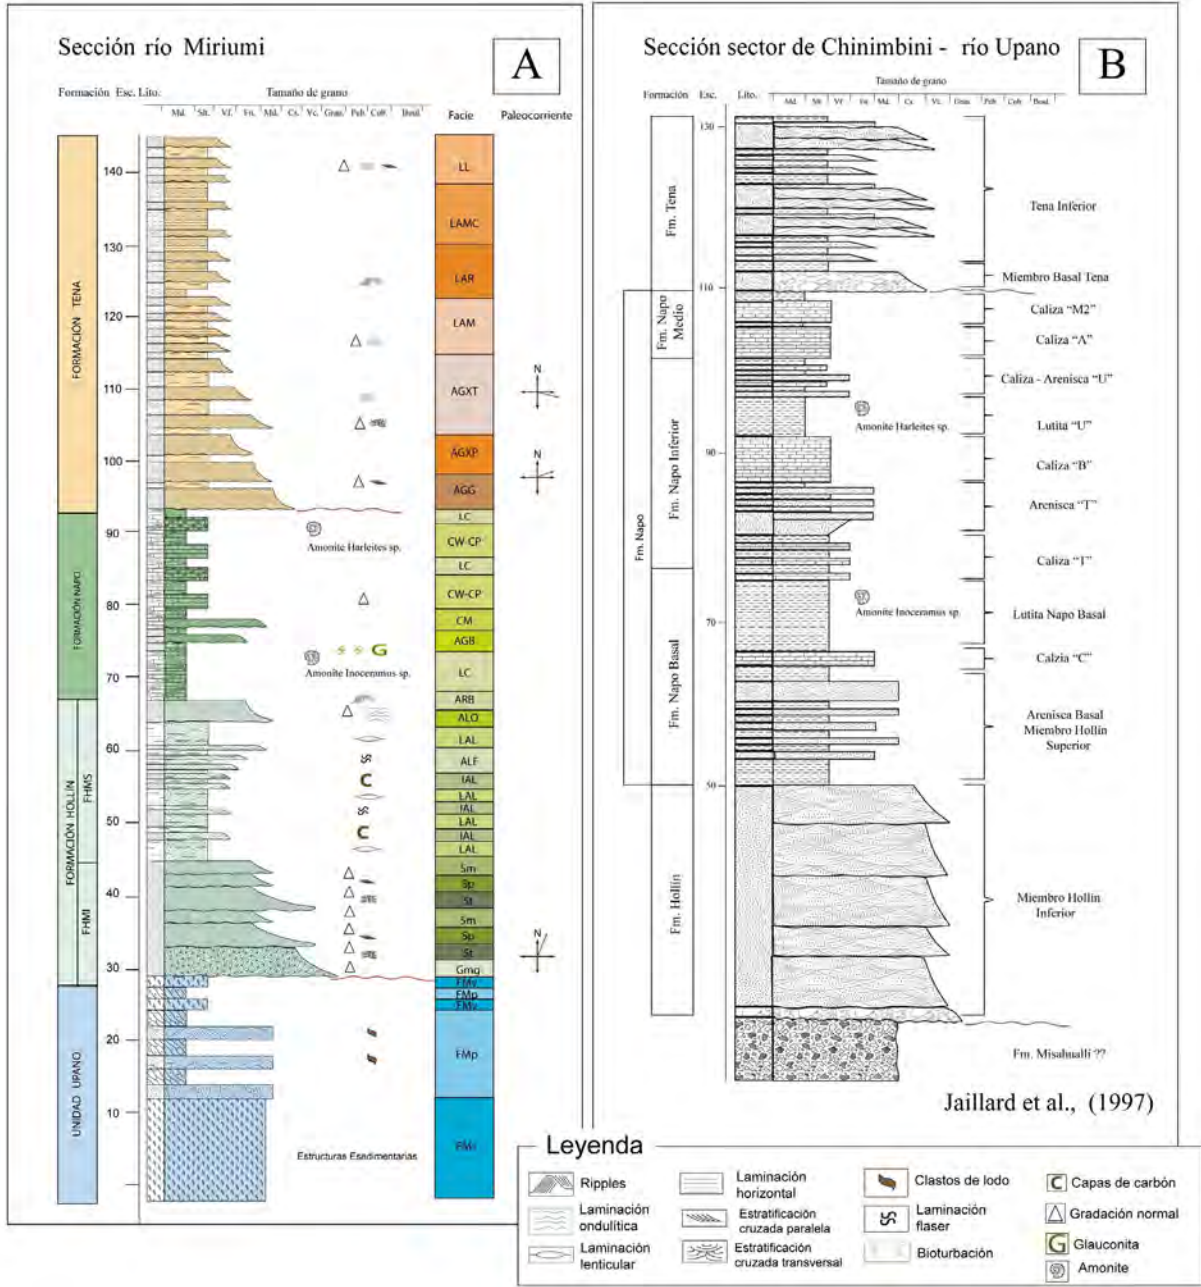 Sección río Miriumi
A
Formación Esc. Lito. Tamaño de grano
Md. Slt. Vf. Fn. Md. Cs. Vc. Gran. Peb. Cob. Boul.
Facie
Paleocorriente
FORMACIÓN TENA
FORMACIÓN NAPO
FORMACIÓN HOLLÍN
FHMS
FHMI
UNIDAD UPANO
140
130
120
110
100
90
80
70
60
50
40
30
20
10
LL
LAMC
LAR
LAM
AGXT
AGXP
AGG
LC
CW-CP
LC
CW-CP
CM
AGB
LC
ARB
ALO
LAL
ALF
IAL
LAL
IAL
LAL
IAL
LAL
Sm
Sp
St
Sm
Sp
St
Gmg
FMv
FMp
FMv
FMp
N
N
N
Amonite Harleites sp.
G
Amonite Inoceramus sp.
C
C
Estructuras Esedimentarias
Sección sector de Chinimbini - río Upano
B
Tamaño de grano
Formación Esc. Lito.
Md. Slt Vf Fn. Md. Cs. Vc. Gran. Peb Cob Boul.
130
110
90
70
50
Fm. Tena
Fm. Napo Medio
Fm. Napo Inferior
Fm. Napo
Fm. Napo Basal
Fm. Hollín
Tena Inferior
Miembro Basal Tena
Caliza "M2"
Caliza "A"
Caliza - Arenisca "U"
Amonite Harleites sp.
Lutita "U"
Caliza "B"
Arenisca "T"
Caliza "T"
Amonite Inoceramus sp.
Lutita Napo Basal
Calzia "C"
Arenisca Basal
Miembro Hollín
Superior
Miembro Hollín
Inferior
Fm. Misahuallí ??
Jaillard et al., (1997)
Leyenda
Ripples
Laminación
ondulítica
Laminación
lenticular
Laminación
horizontal
Estratificación
cruzada paralela
Estratificación
cruzada transversal
Clastos de lodo
Laminación
flaser
Bioturbación
C Capas de carbón
Gradación normal
G Glauconita
Amonite